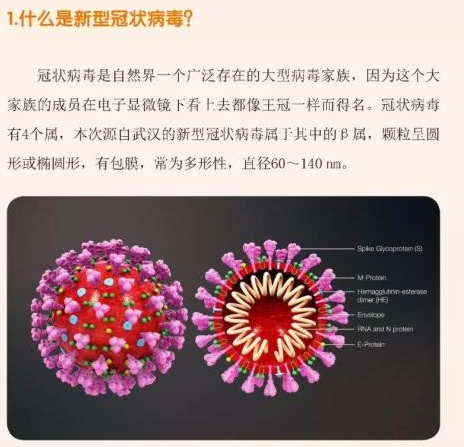 1.什么是新型冠状病毒?
冠状病毒是自然界一个广泛存在的大型病毒家族，因为这个大
家族的成员在电子显微镜下看上去都像王冠一样而得名。冠状病毒
有4个属，本次源自武汉的新型冠状病毒属于其中的β属，颗粒呈圆
形或椭圆形，有包膜，常为多形性，直径60～140 nm。
Spike Glycoprotein (S)
M-Protein
Hemagglutinin-esterase
dimer (HE)
Envelope
RNA and N protein
E-Protein